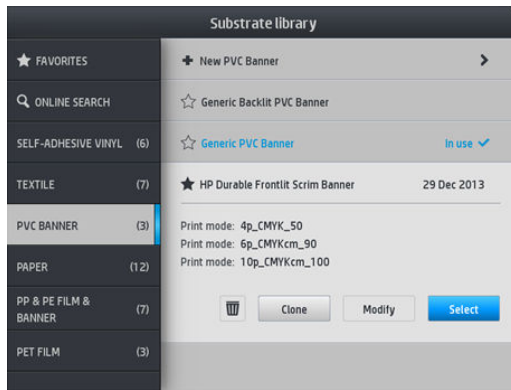 Substrate library
FAVORITES
ONLINE SEARCH
SELF-ADHESIVE VINYL (6)
TEXTILE (7)
PVC BANNER (3)
PAPER (12)
PP & PE FILM &
BANNER (7)
PET FILM (3)
New PVC Banner
Generic Backlit PVC Banner
Generic PVC Banner In use
HP Durable Frontlit Scrim Banner 29 Dec 2013
Print mode: 4p_CMYK_50
Print mode: 6p_CMYKcm_90
Print mode: 10p_CMYKcm_100
Clone Modify Select